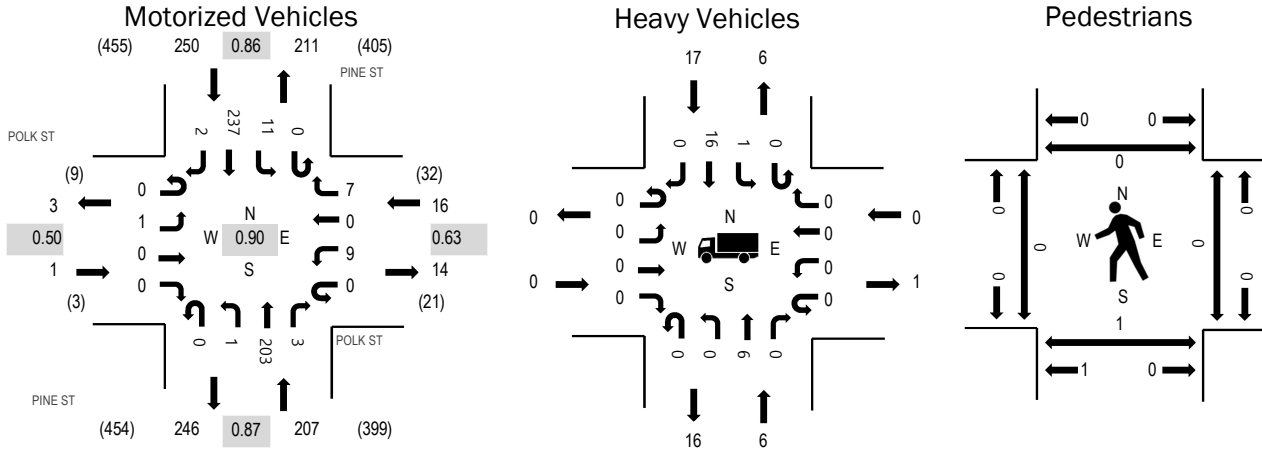 Motorized Vehicles
(455) 250 0.86 211 (405)
PINE ST
POLK ST
2 237 11 0
(9) 0 7 (32)
3 1 0 16
0.50 0 9 0.63
1 0 0 14
(3) (21)
N
W 0.90 E
S
0 1 203 3
POLK ST
PINE ST
(454) 246 0.87 207 (399)
Heavy Vehicles
17 6
0 16 1 0
0 0
0 0 0 0
0 0
0 0 0 1
N
W E
S
0 0 6 0
16 6
Pedestrians
0 0
0
0 0
N
0 W E 0
S
0 0
1
1 0